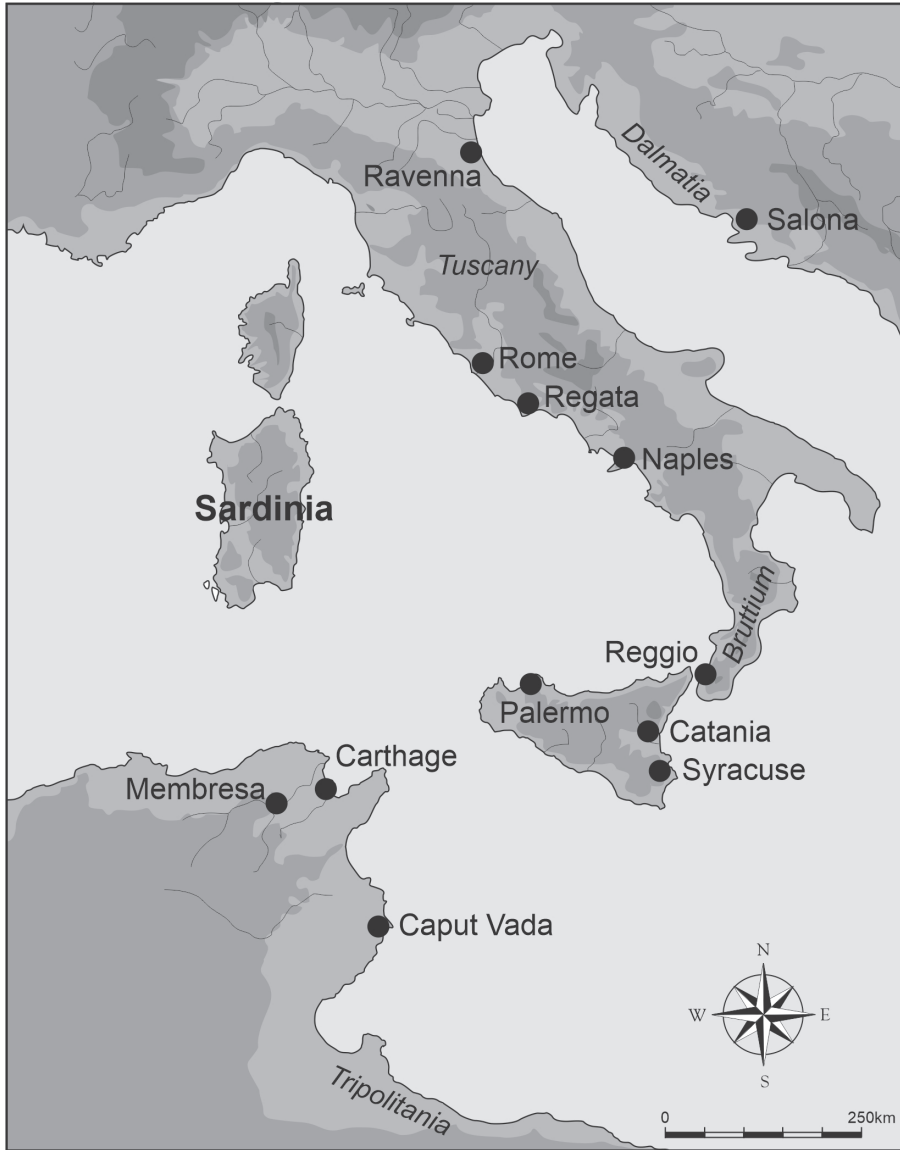 Ravenna
Dalmatia
Salona
Tuscany
Rome
Regata
Naples
Sardinia
Bruttium
Reggio
Palermo
Catania
Carthage
Syracuse
Membresa
Caput Vada
N
W E
S
Tripolitania
0 250km